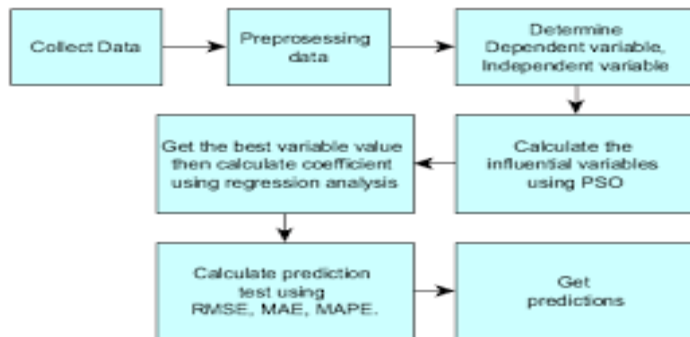 Collect Data
Preprosessing
data
Determine
Dependent variable,
Independent variable
Calculate the
influential variables
using PSO
Get the best variable value
then calculate coefficient
using regression analysis
Calculate prediction
test using
RMSE, MAE, MAPE.
Get
predictions